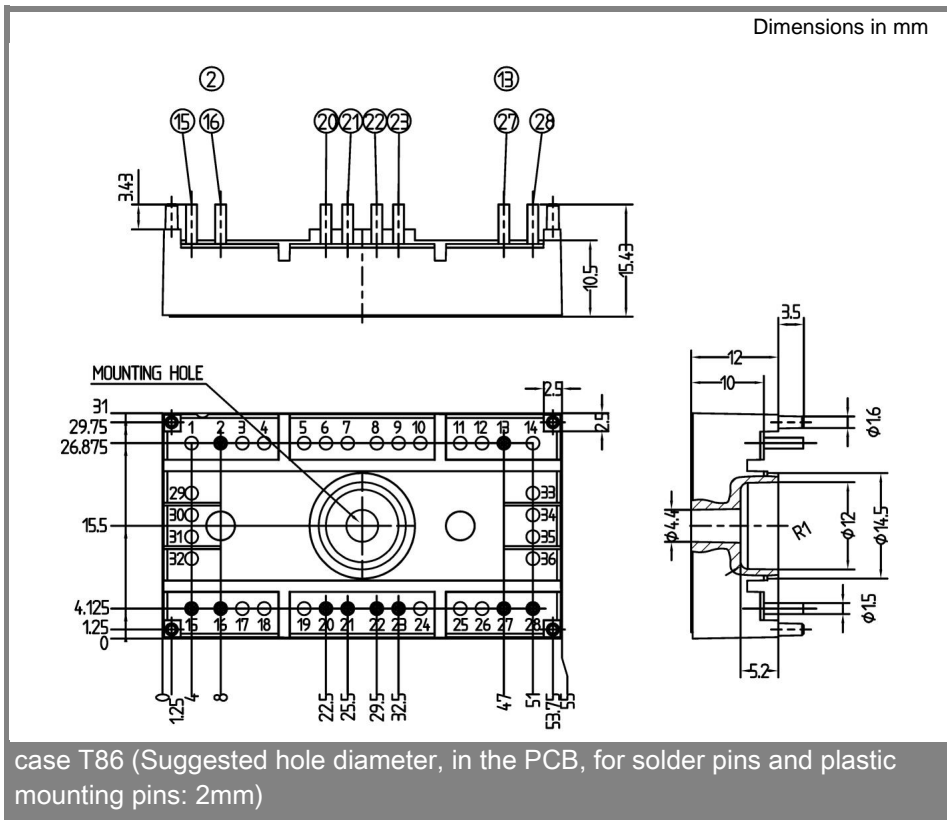 Dimensions in mm
2 13
15 16 20 21 22 23 27 28
3.43
10.5
15.43
3.5
12
10
MOUNTING HOLE
2.5
2.5
31
29.75
26.875
15.5
4.125
1.25
0
1 2 3 4 5 6 7 8 9 10 11 12 13 14
29 33
30 34
31 35
32 36
15 16 17 18 19 20 21 22 23 24 25 26 27 28
0
1.25
4
8
22.5
25.5
29.5
32.5
47
51
53.75
55
Φ1.6
Φ4.4
R1
Φ12
Φ14.5
Φ1.5
5.2
case T86 (Suggested hole diameter, in the PCB, for solder pins and plastic
mounting pins: 2mm)